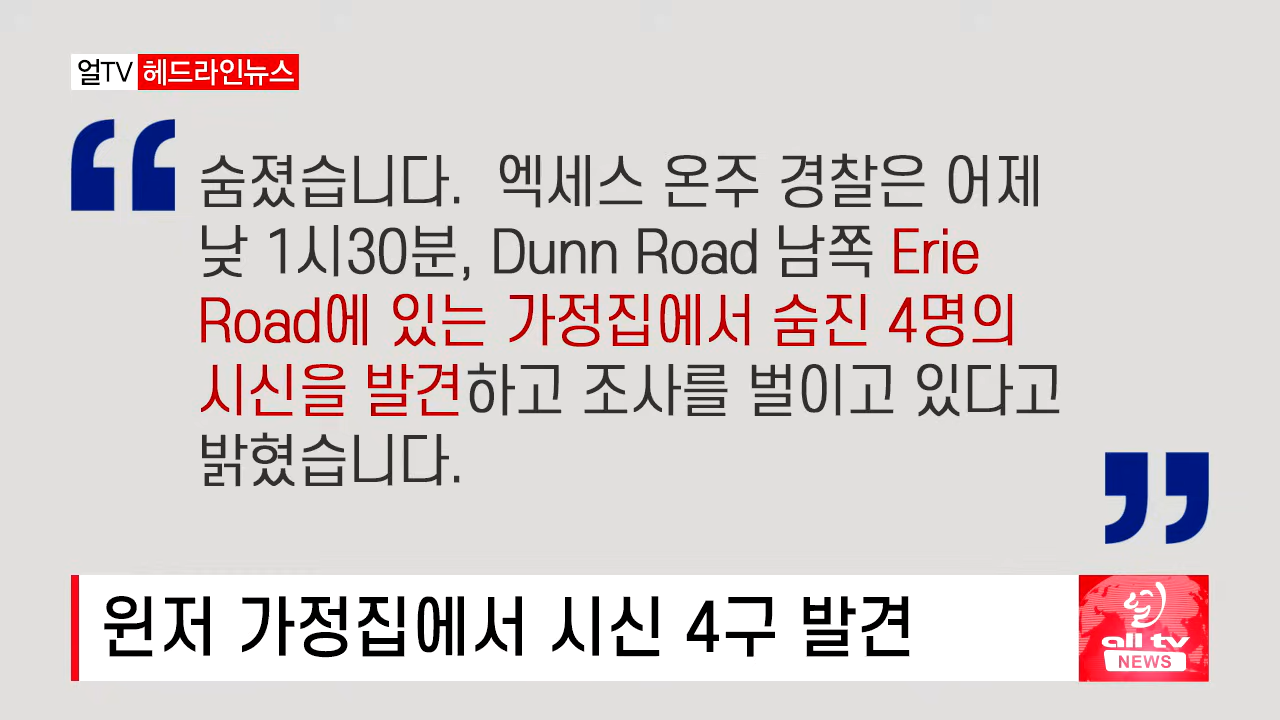 얼TV 헤드라인뉴스
“
숨졌습니다. 엑세스 온주 경찰은 어제
낮 1시30분, Dunn Road 남쪽 Erie
Road에 있는 가정집에서 숨진 4명의
시신을 발견하고 조사를 벌이고 있다고
밝혔습니다.
”
윈저 가정집에서 시신 4구 발견
all tv
NEWS